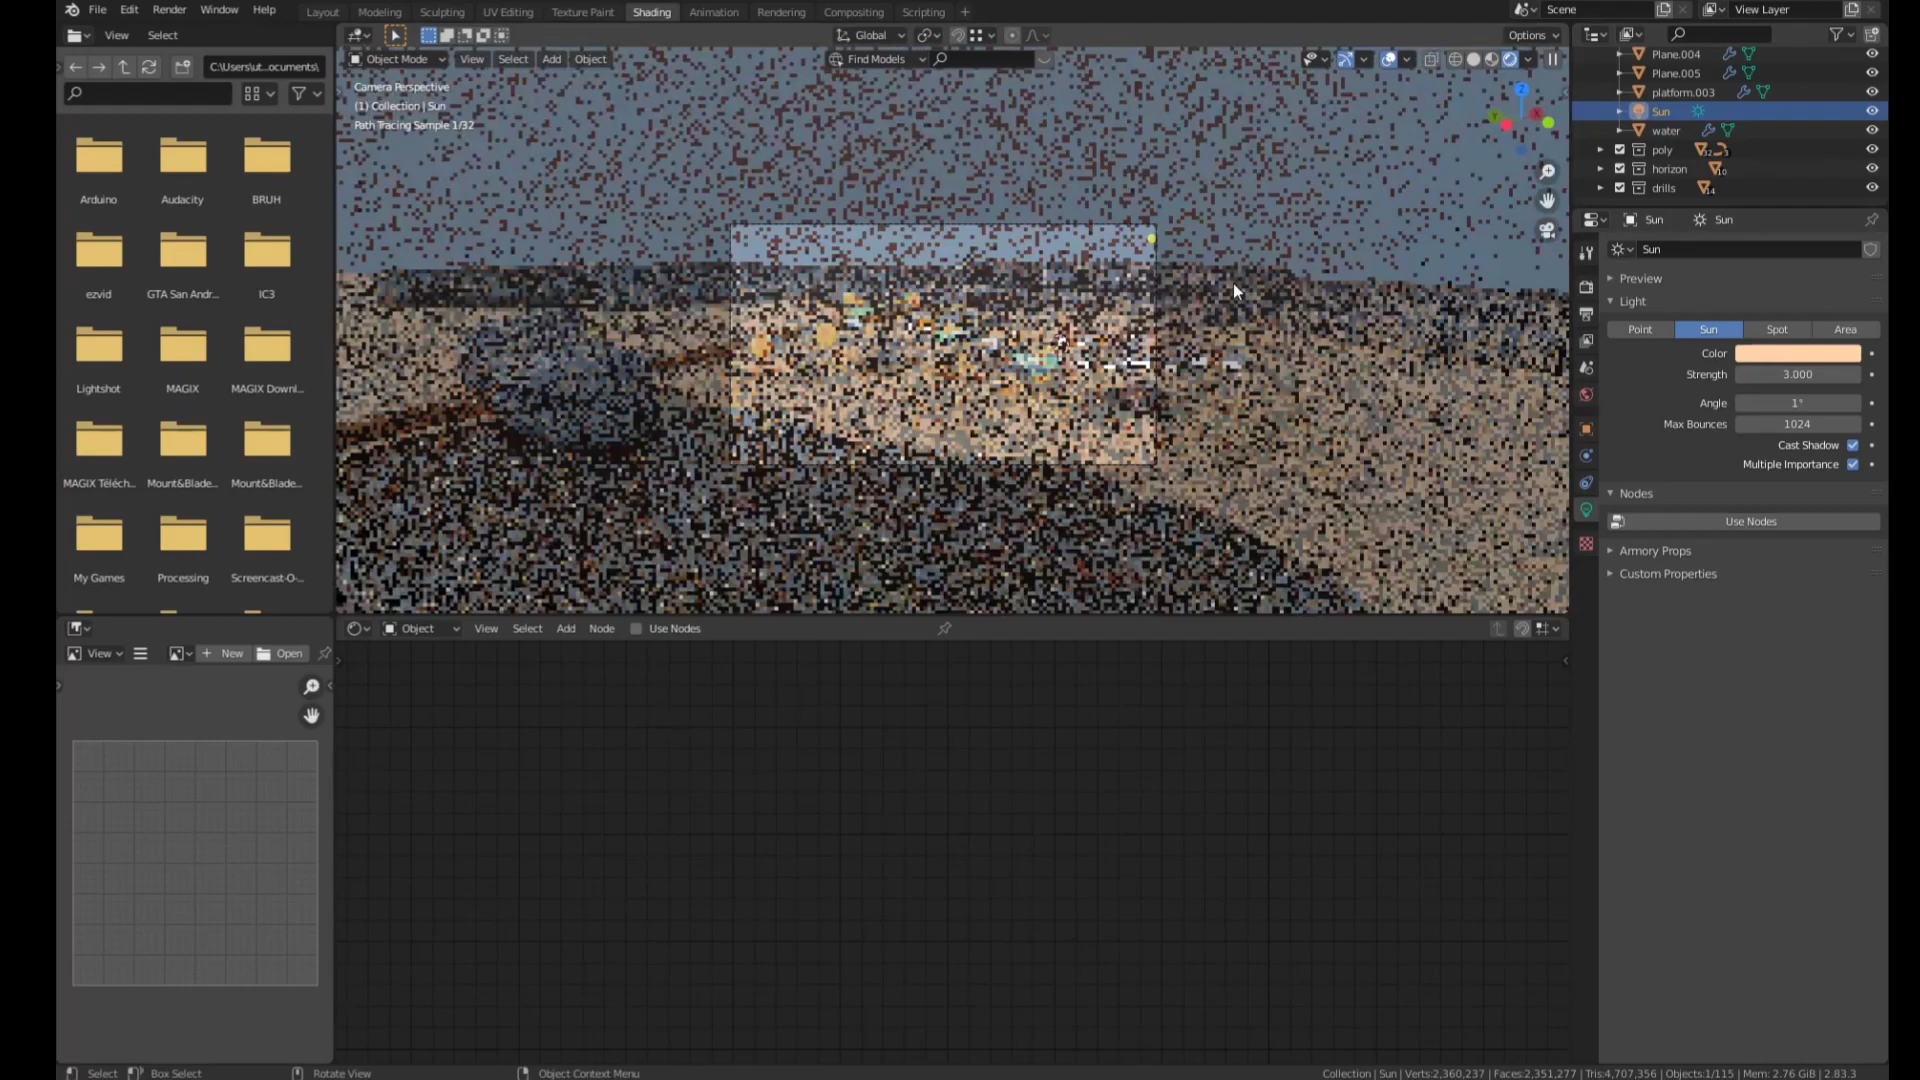 File Edit Render Window Help
Layout Modeling Sculpting UV Editing Texture Paint Shading Animation Rendering Compositing Scripting +
Scene
View Layer
View Select
Global
Options
C:\Users\ut...ocuments\
Object Mode View Select Add Object
Find Models
Camera Perspective
(1) Collection | Sun
Path Tracing Sample 1/32
Z
Y
X
Arduino Audacity BRUH
ezvid GTA San Andr... IC3
Lightshot MAGIX MAGIX Downl...
MAGIX Téléch... Mount&Blade... Mount&Blade...
My Games Processing Screencast-O-...
Plane.004
Plane.005
platform.003
Sun
water
poly
horizon
drills
Sun Sun
Sun
Preview
Light
Point Sun Spot Area
Color
Strength 3.000
Angle 1°
Max Bounces 1024
Cast Shadow
Multiple Importance
Nodes
Use Nodes
Armory Props
Custom Properties
Object View Select Add Node Use Nodes
View + New Open
Select Box Select Rotate View Object Context Menu
Collection | Sun | Verts:2,360,237 | Faces:2,351,277 | Tris:4,707,356 | Objects:1/115 | Mem: 2.76 GiB | 2.83.3